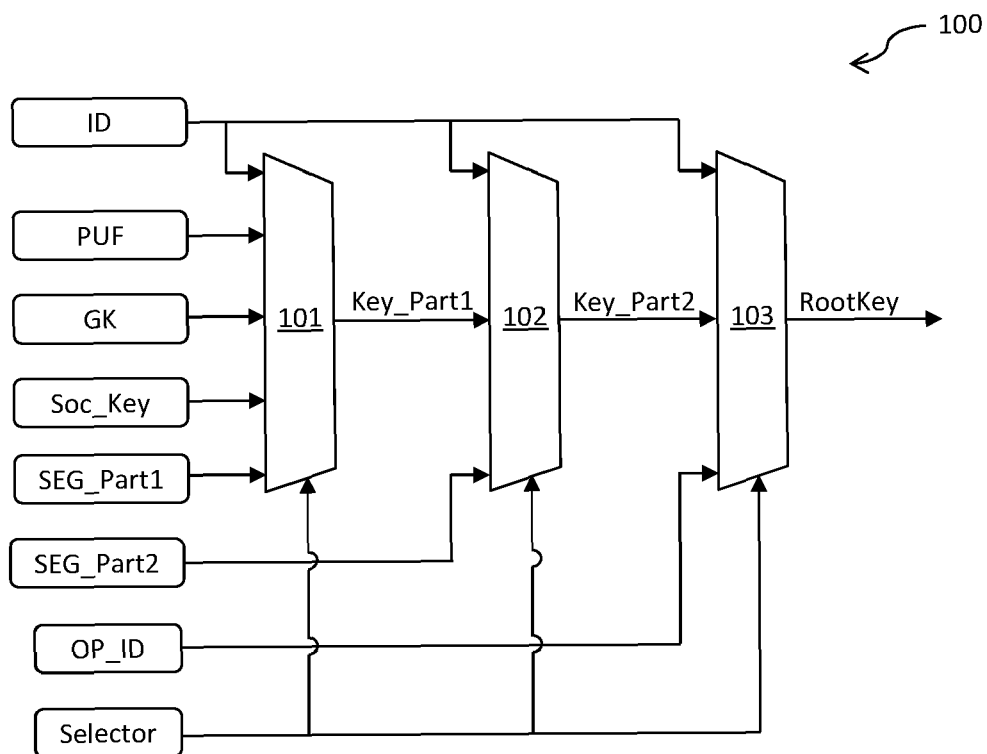 100
ID
PUF
GK
Soc_Key
SEG_Part1
SEG_Part2
OP_ID
Selector
101
Key_Part1
102
Key_Part2
103
RootKey